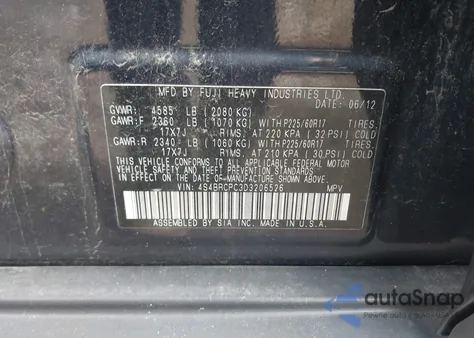 MFD. BY FUJI HEAVY INDUSTRIES LTD.
DATE: 06/12
GVWR: 4585 LB (2080 KG)
GAWR:F 2360 LB (1070 KG) WITH P225/60R17 TIRES,
17X7J RIMS, AT 220 KPA (32 PSI) COLD
GAWR:R 2340 LB (1060 KG) WITH P225/60R17 TIRES,
17X7J RIMS, AT 210 KPA (30 PSI) COLD
THIS VEHICLE CONFORMS TO ALL APPLICABLE FEDERAL MOTOR
VEHICLE SAFETY AND THEFT PREVENTION STANDARDS
IN EFFECT ON THE DATE OF MANUFACTURE SHOWN ABOVE.
VIN: 4S4BRCPC3D3206526 MPV
ASSEMBLED BY SIA INC. MADE IN U.S.A.
autoSnap